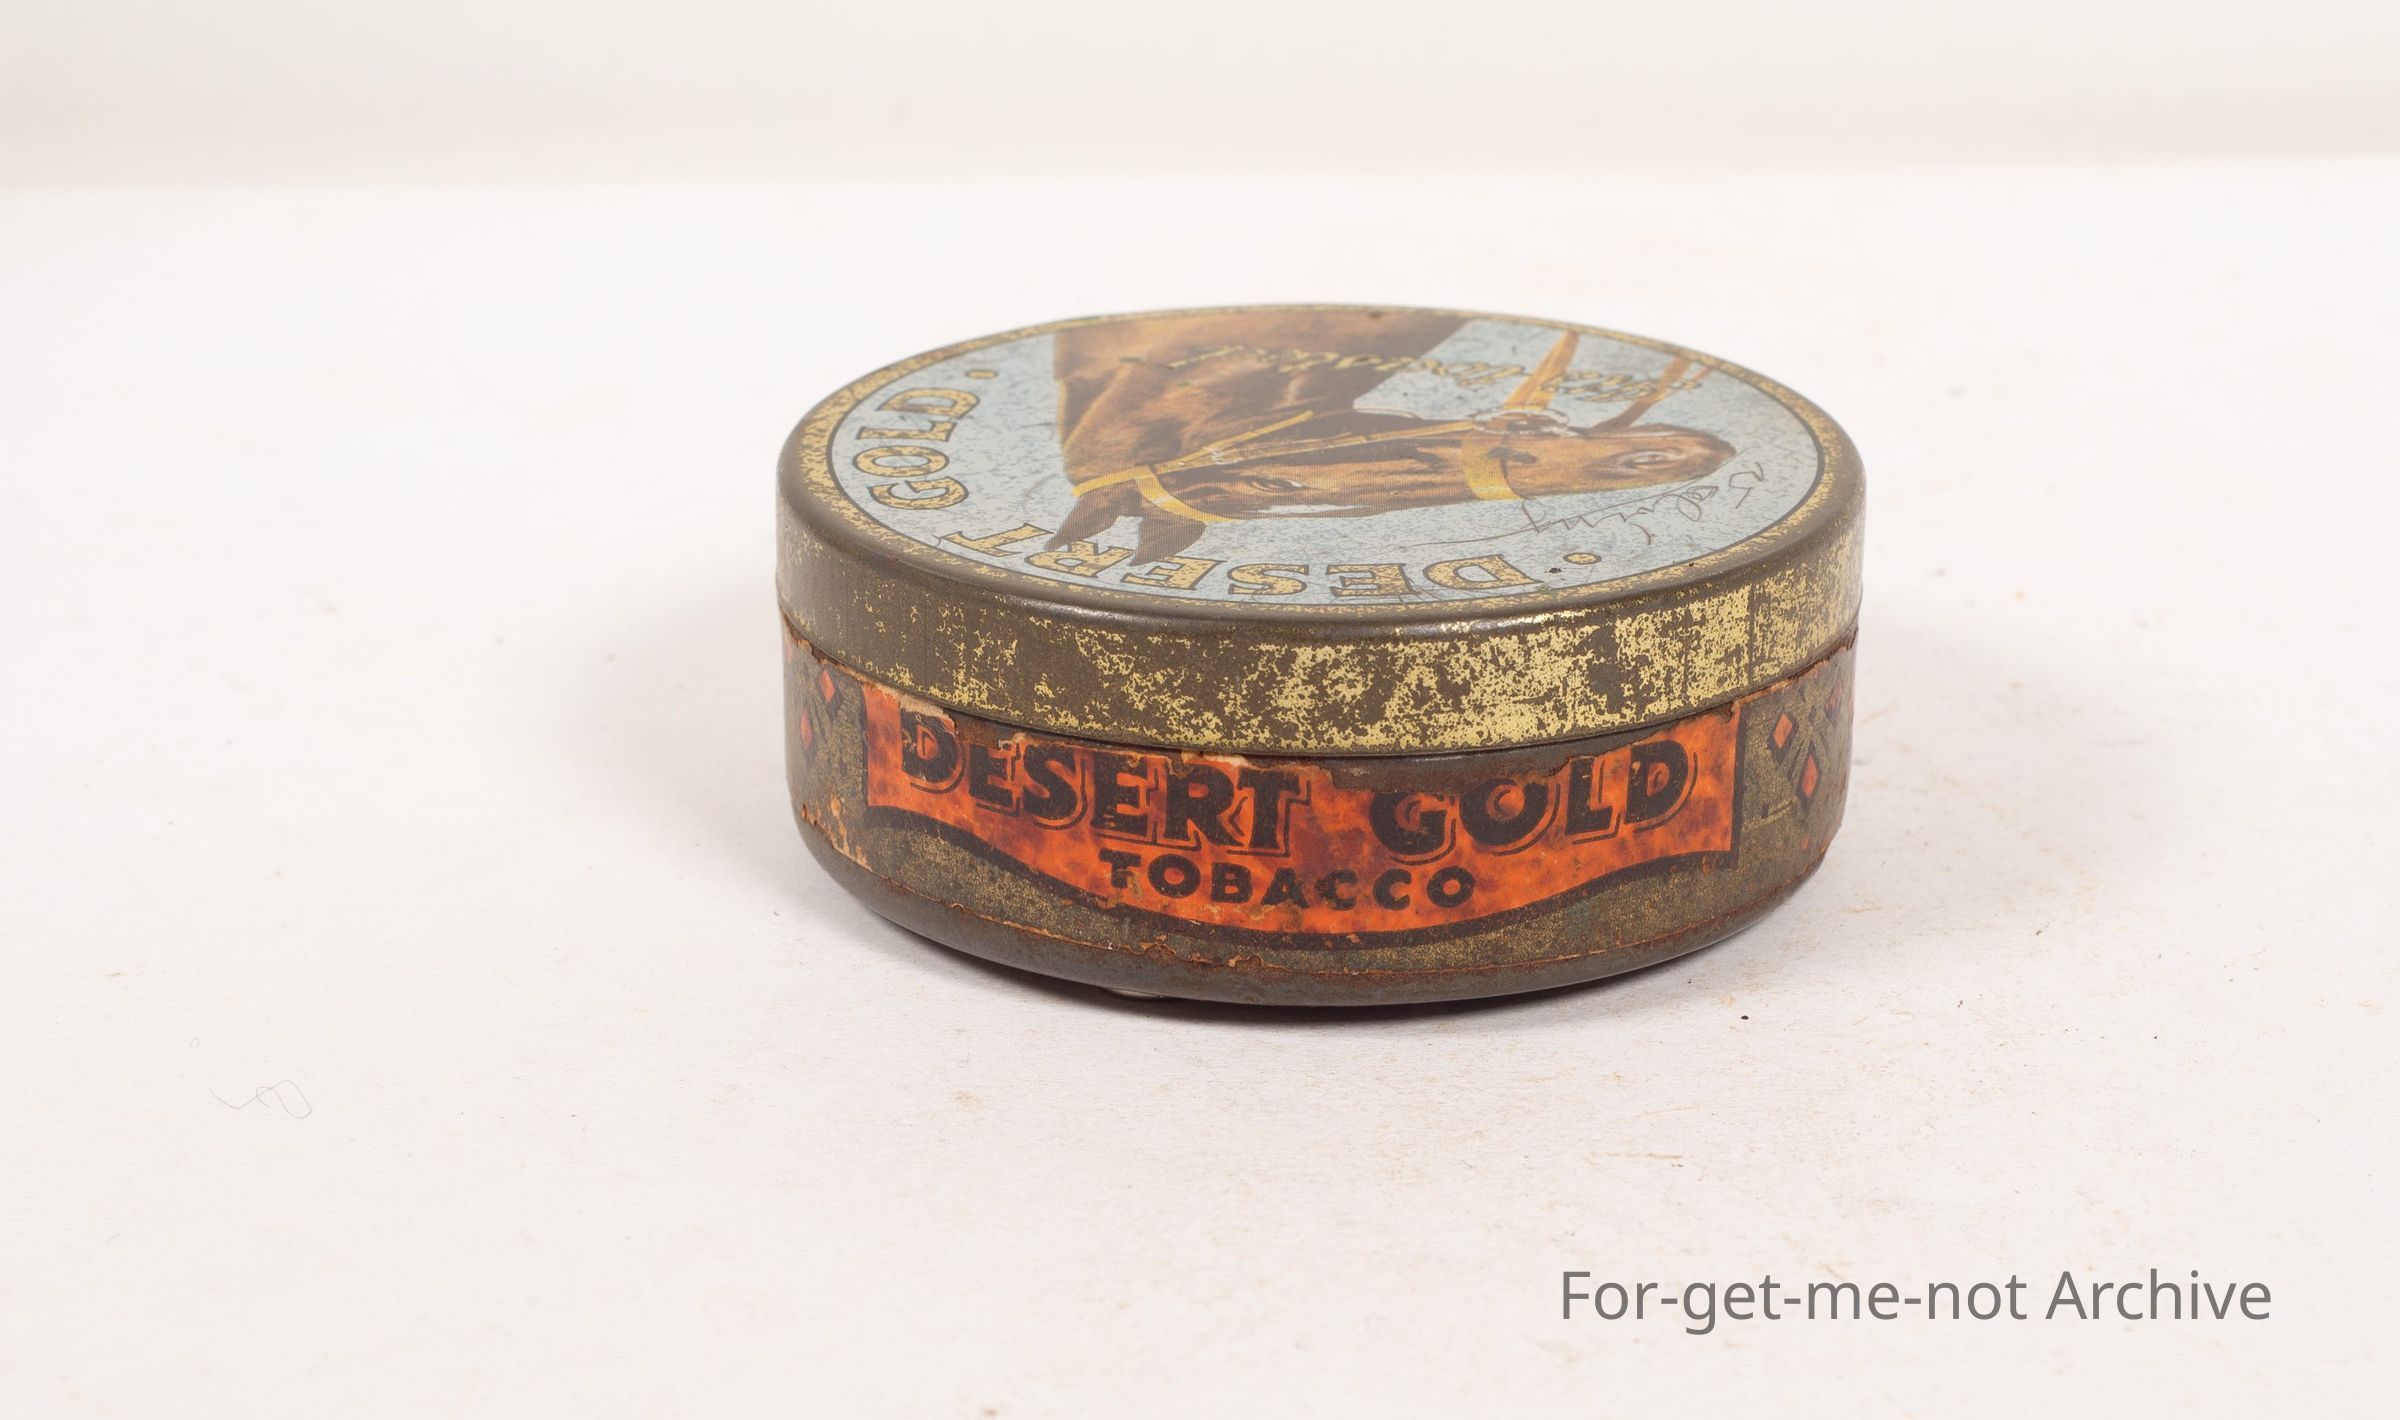 DESERT GOLD
DESERT GOLD
TOBACCO
For-get-me-not Archive